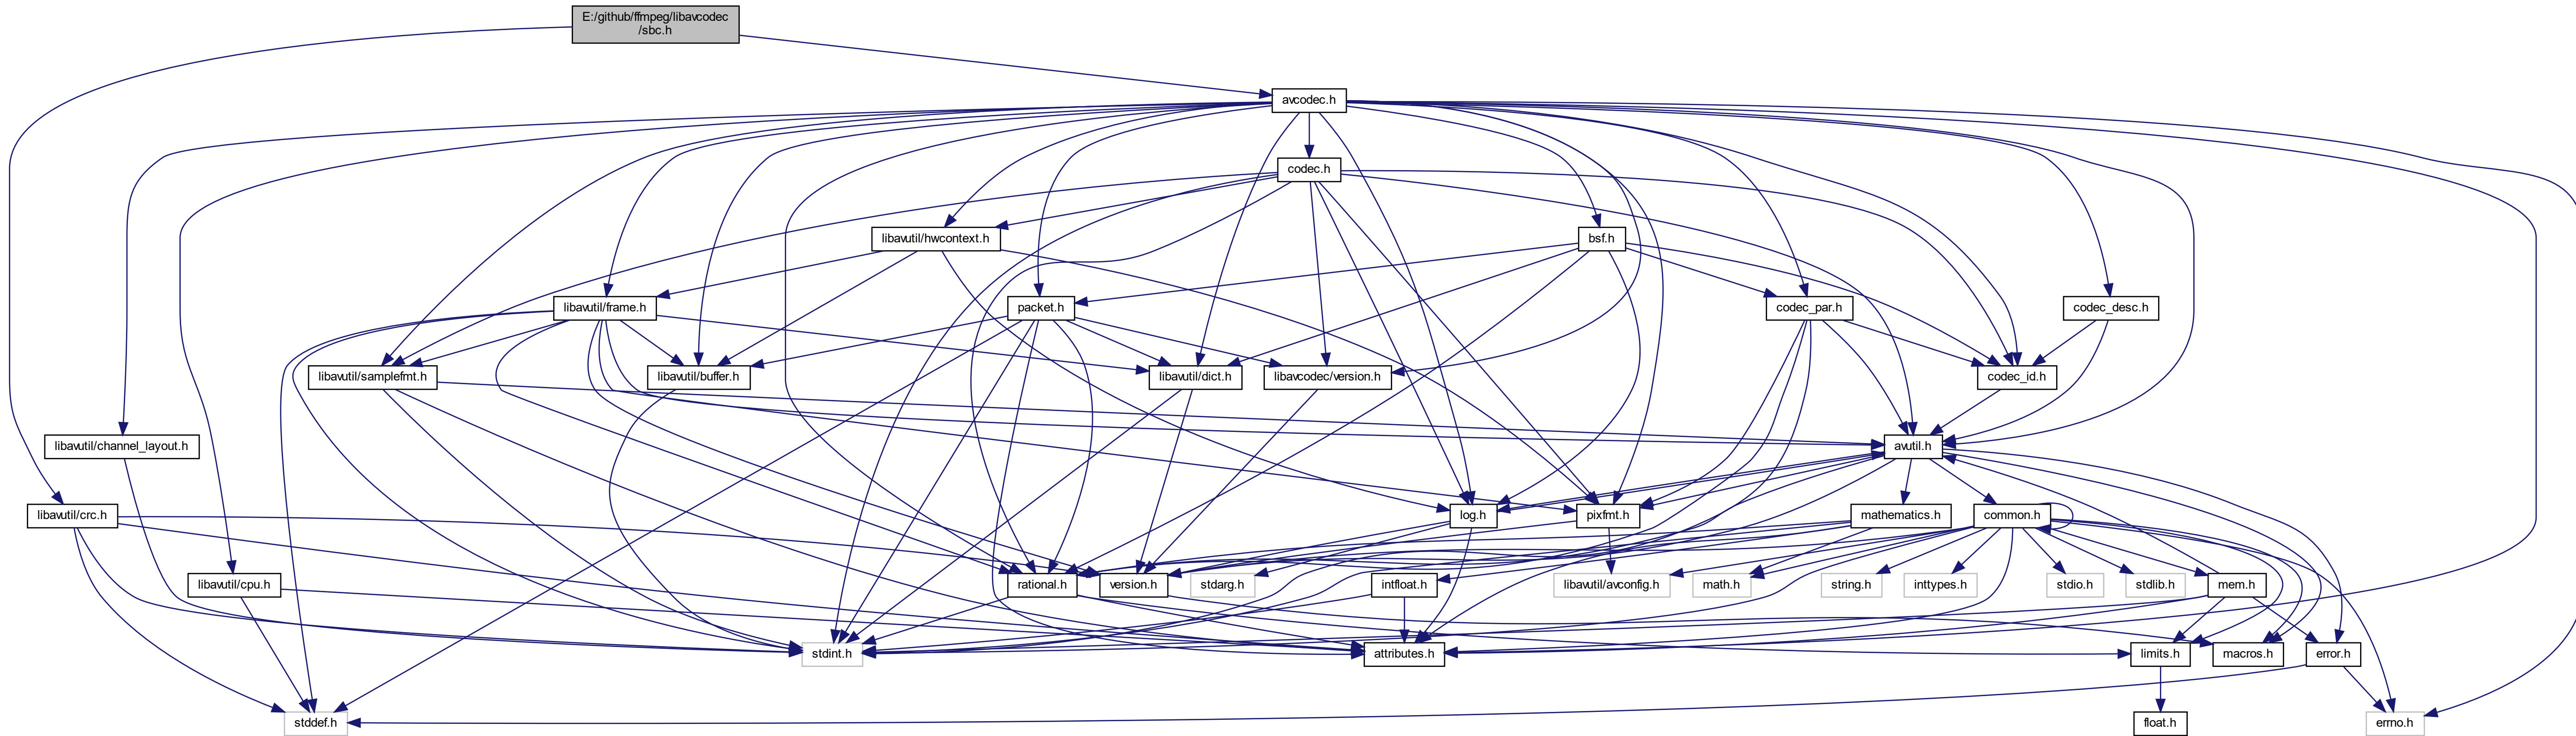 E:/github/ffmpeg/libavcodec
/sbc.h
avcodec.h
codec.h
libavutil/hwcontext.h
bsf.h
libavutil/frame.h
packet.h
codec_par.h
codec_desc.h
libavutil/samplefmt.h
libavutil/buffer.h
libavutil/dict.h
libavcodec/version.h
codec_id.h
libavutil/channel_layout.h
avutil.h
libavutil/crc.h
log.h
pixfmt.h
mathematics.h
common.h
libavutil/cpu.h
rational.h
version.h
stdarg.h
intfloat.h
libavutil/avconfig.h
math.h
string.h
inttypes.h
stdio.h
stdlib.h
mem.h
stdint.h
attributes.h
limits.h
macros.h
error.h
stddef.h
float.h
errno.h